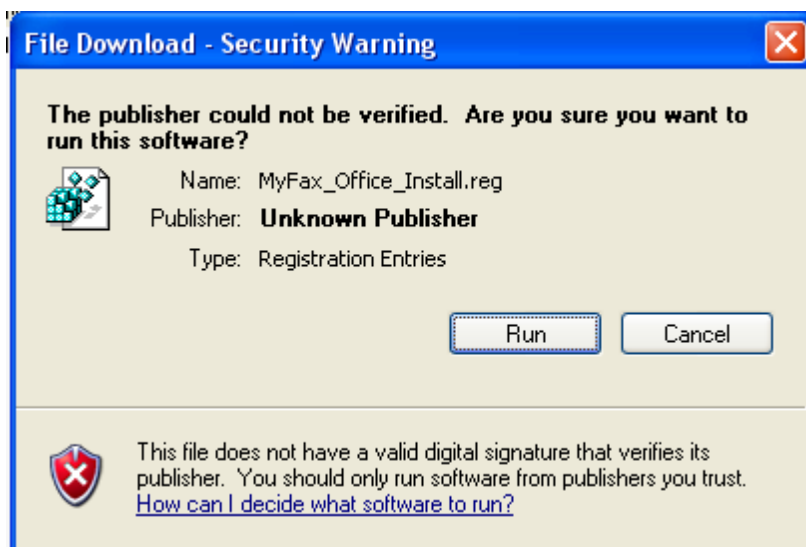 File Download - Security Warning
The publisher could not be verified.  Are you sure you want to
run this software?
Name: MyFax_Office_Install.reg
Publisher: Unknown Publisher
Type: Registration Entries
Run Cancel
This file does not have a valid digital signature that verifies its
publisher.  You should only run software from publishers you trust.
How can I decide what software to run?